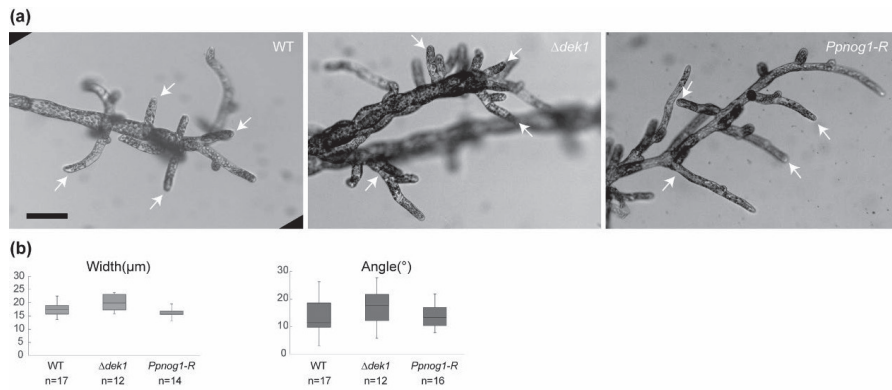 (a)
WT
Δdek1
Ppnog1-R
(b)
Width(μm)
30
25
20
15
10
5
0
WT
Δdek1
Ppnog1-R
n=17
n=12
n=14
Angle(°)
30
20
10
0
WT
Δdek1
Ppnog1-R
n=17
n=12
n=16